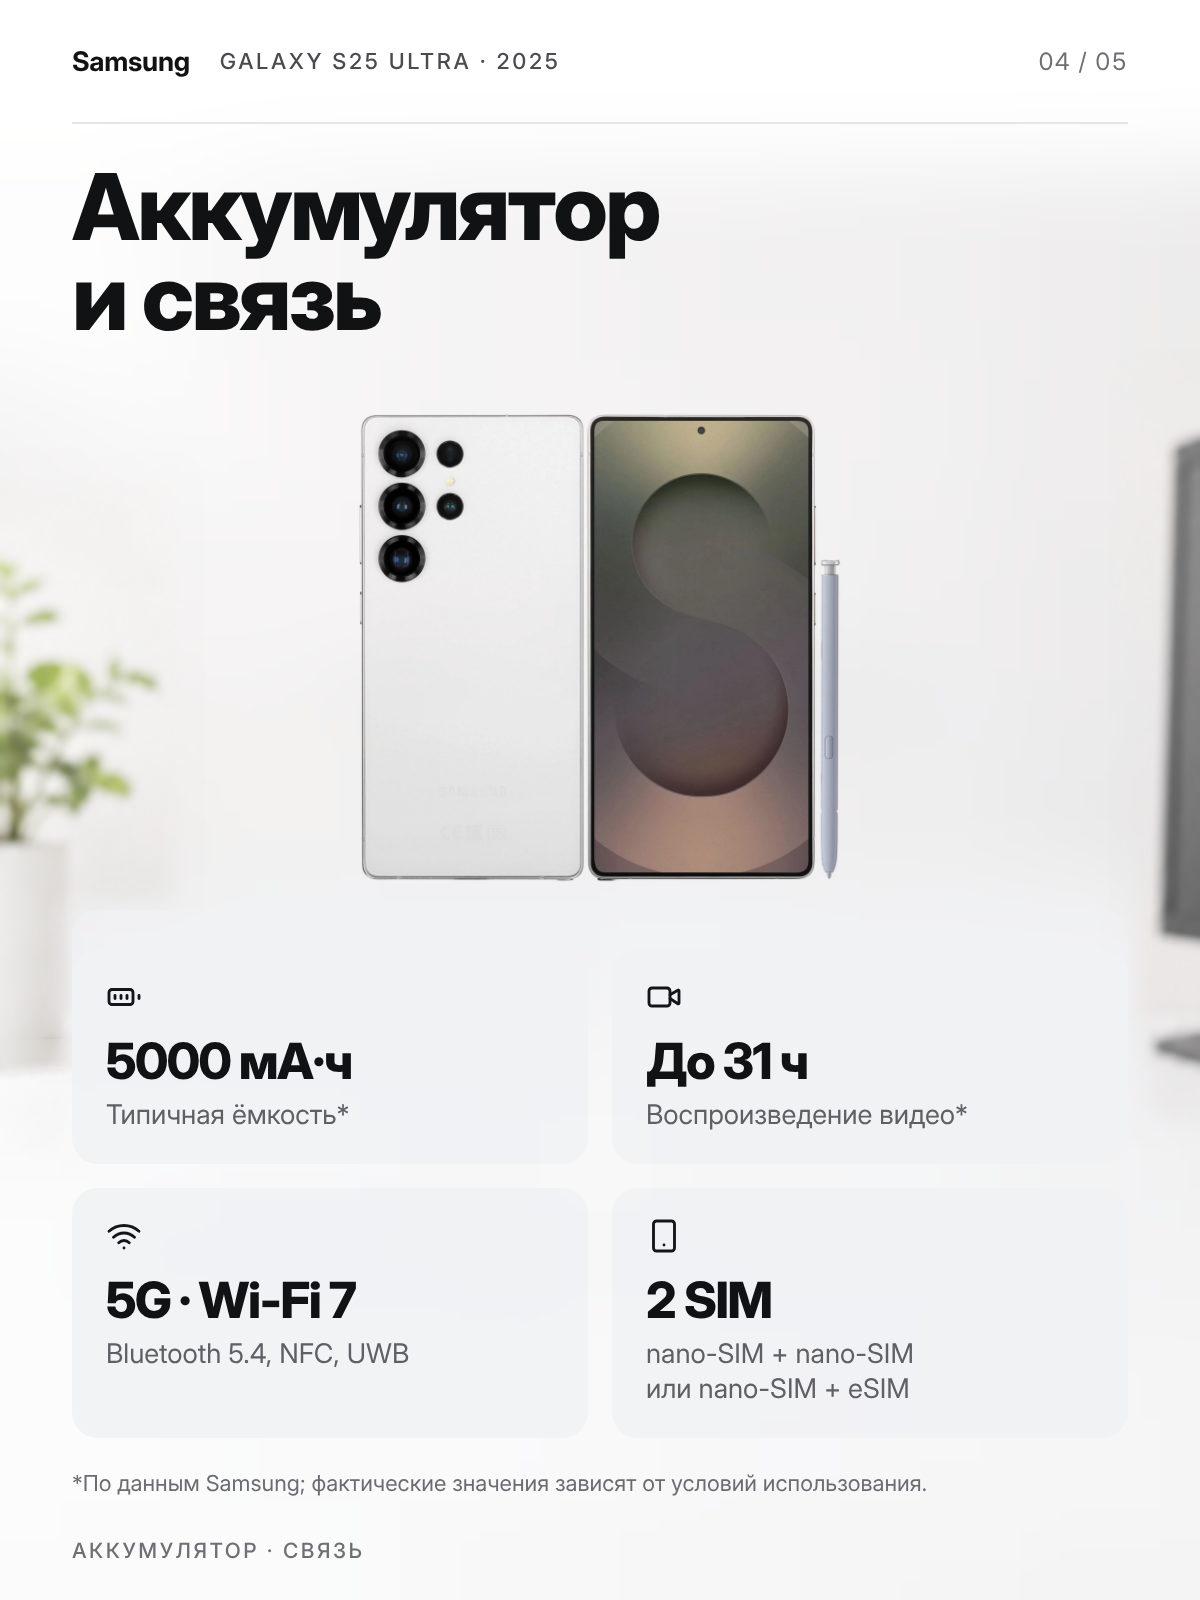 Samsung GALAXY S25 ULTRA · 2025 04 / 05
Аккумулятор
и связь
5000 мА·ч
Типичная ёмкость*
До 31 ч
Воспроизведение видео*
5G · Wi-Fi 7
Bluetooth 5.4, NFC, UWB
2 SIM
nano-SIM + nano-SIM
или nano-SIM + eSIM
*По данным Samsung; фактические значения зависят от условий использования.
АККУМУЛЯТОР · СВЯЗЬ